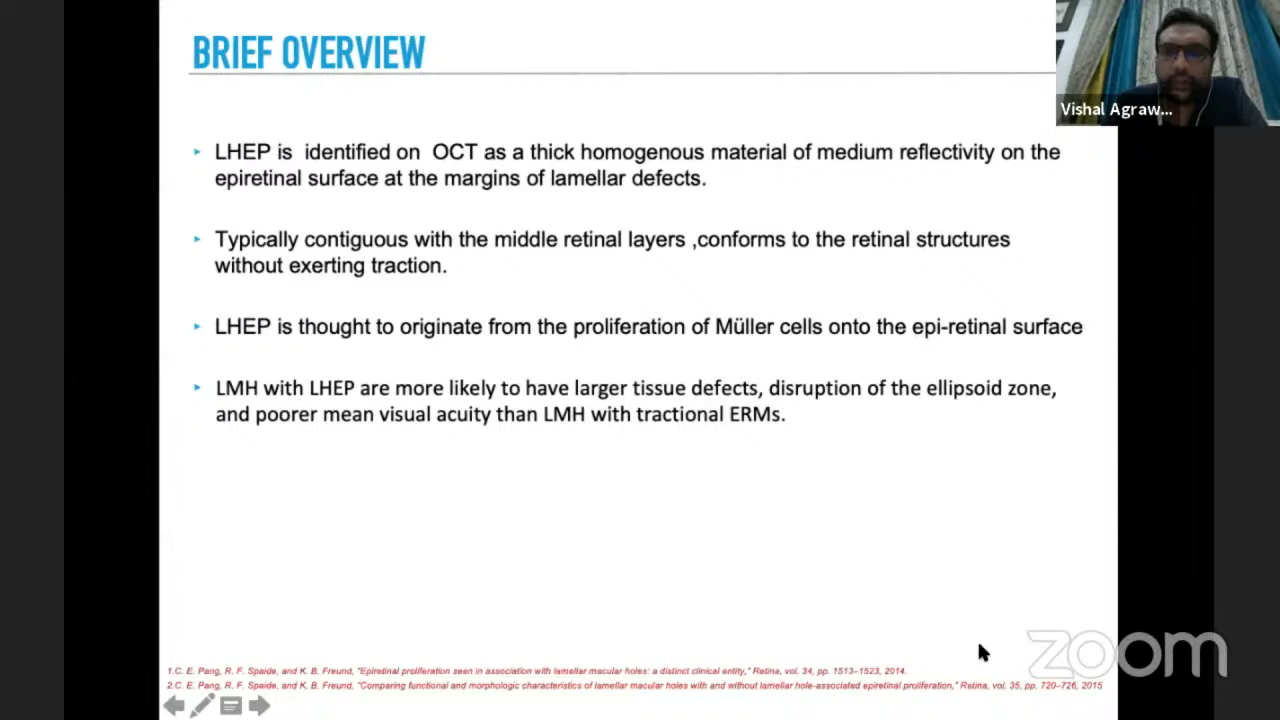 BRIEF OVERVIEW
Vishal Agraw...
LHEP is identified on OCT as a thick homogenous material of medium reflectivity on the
epiretinal surface at the margins of lamellar defects.
Typically contiguous with the middle retinal layers ,conforms to the retinal structures
without exerting traction.
LHEP is thought to originate from the proliferation of Müller cells onto the epi-retinal surface
LMH with LHEP are more likely to have larger tissue defects, disruption of the ellipsoid zone,
and poorer mean visual acuity than LMH with tractional ERMs.
zoom
1.C. E. Pang, R. F. Spaide, and K. B. Freund, "Epiretinal proliferation seen in association with lamellar macular holes: a distinct clinical entity," Retina, vol. 34, pp. 1513–1523, 2014.
2.C. E. Pang, R. F. Spaide, and K. B. Freund, "Comparing functional and morphologic characteristics of lamellar macular holes with and without lamellar hole-associated epiretinal proliferation," Retina, vol. 35, pp. 720–726, 2015